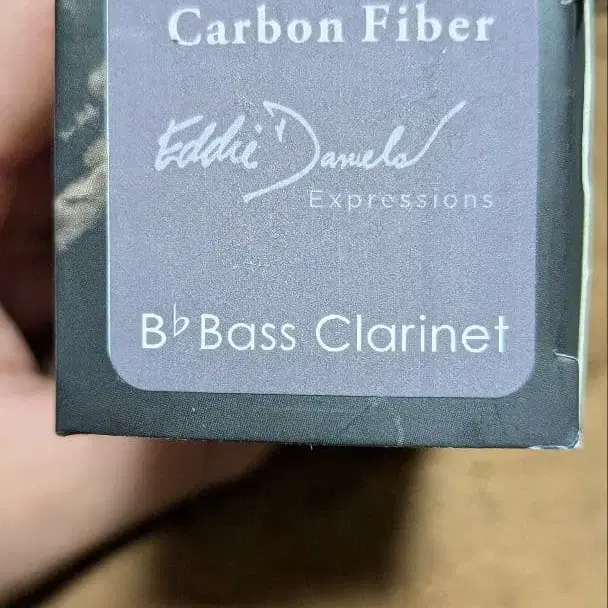 Carbon Fiber
Eddie Daniels
Expressions
B♭ Bass Clarinet